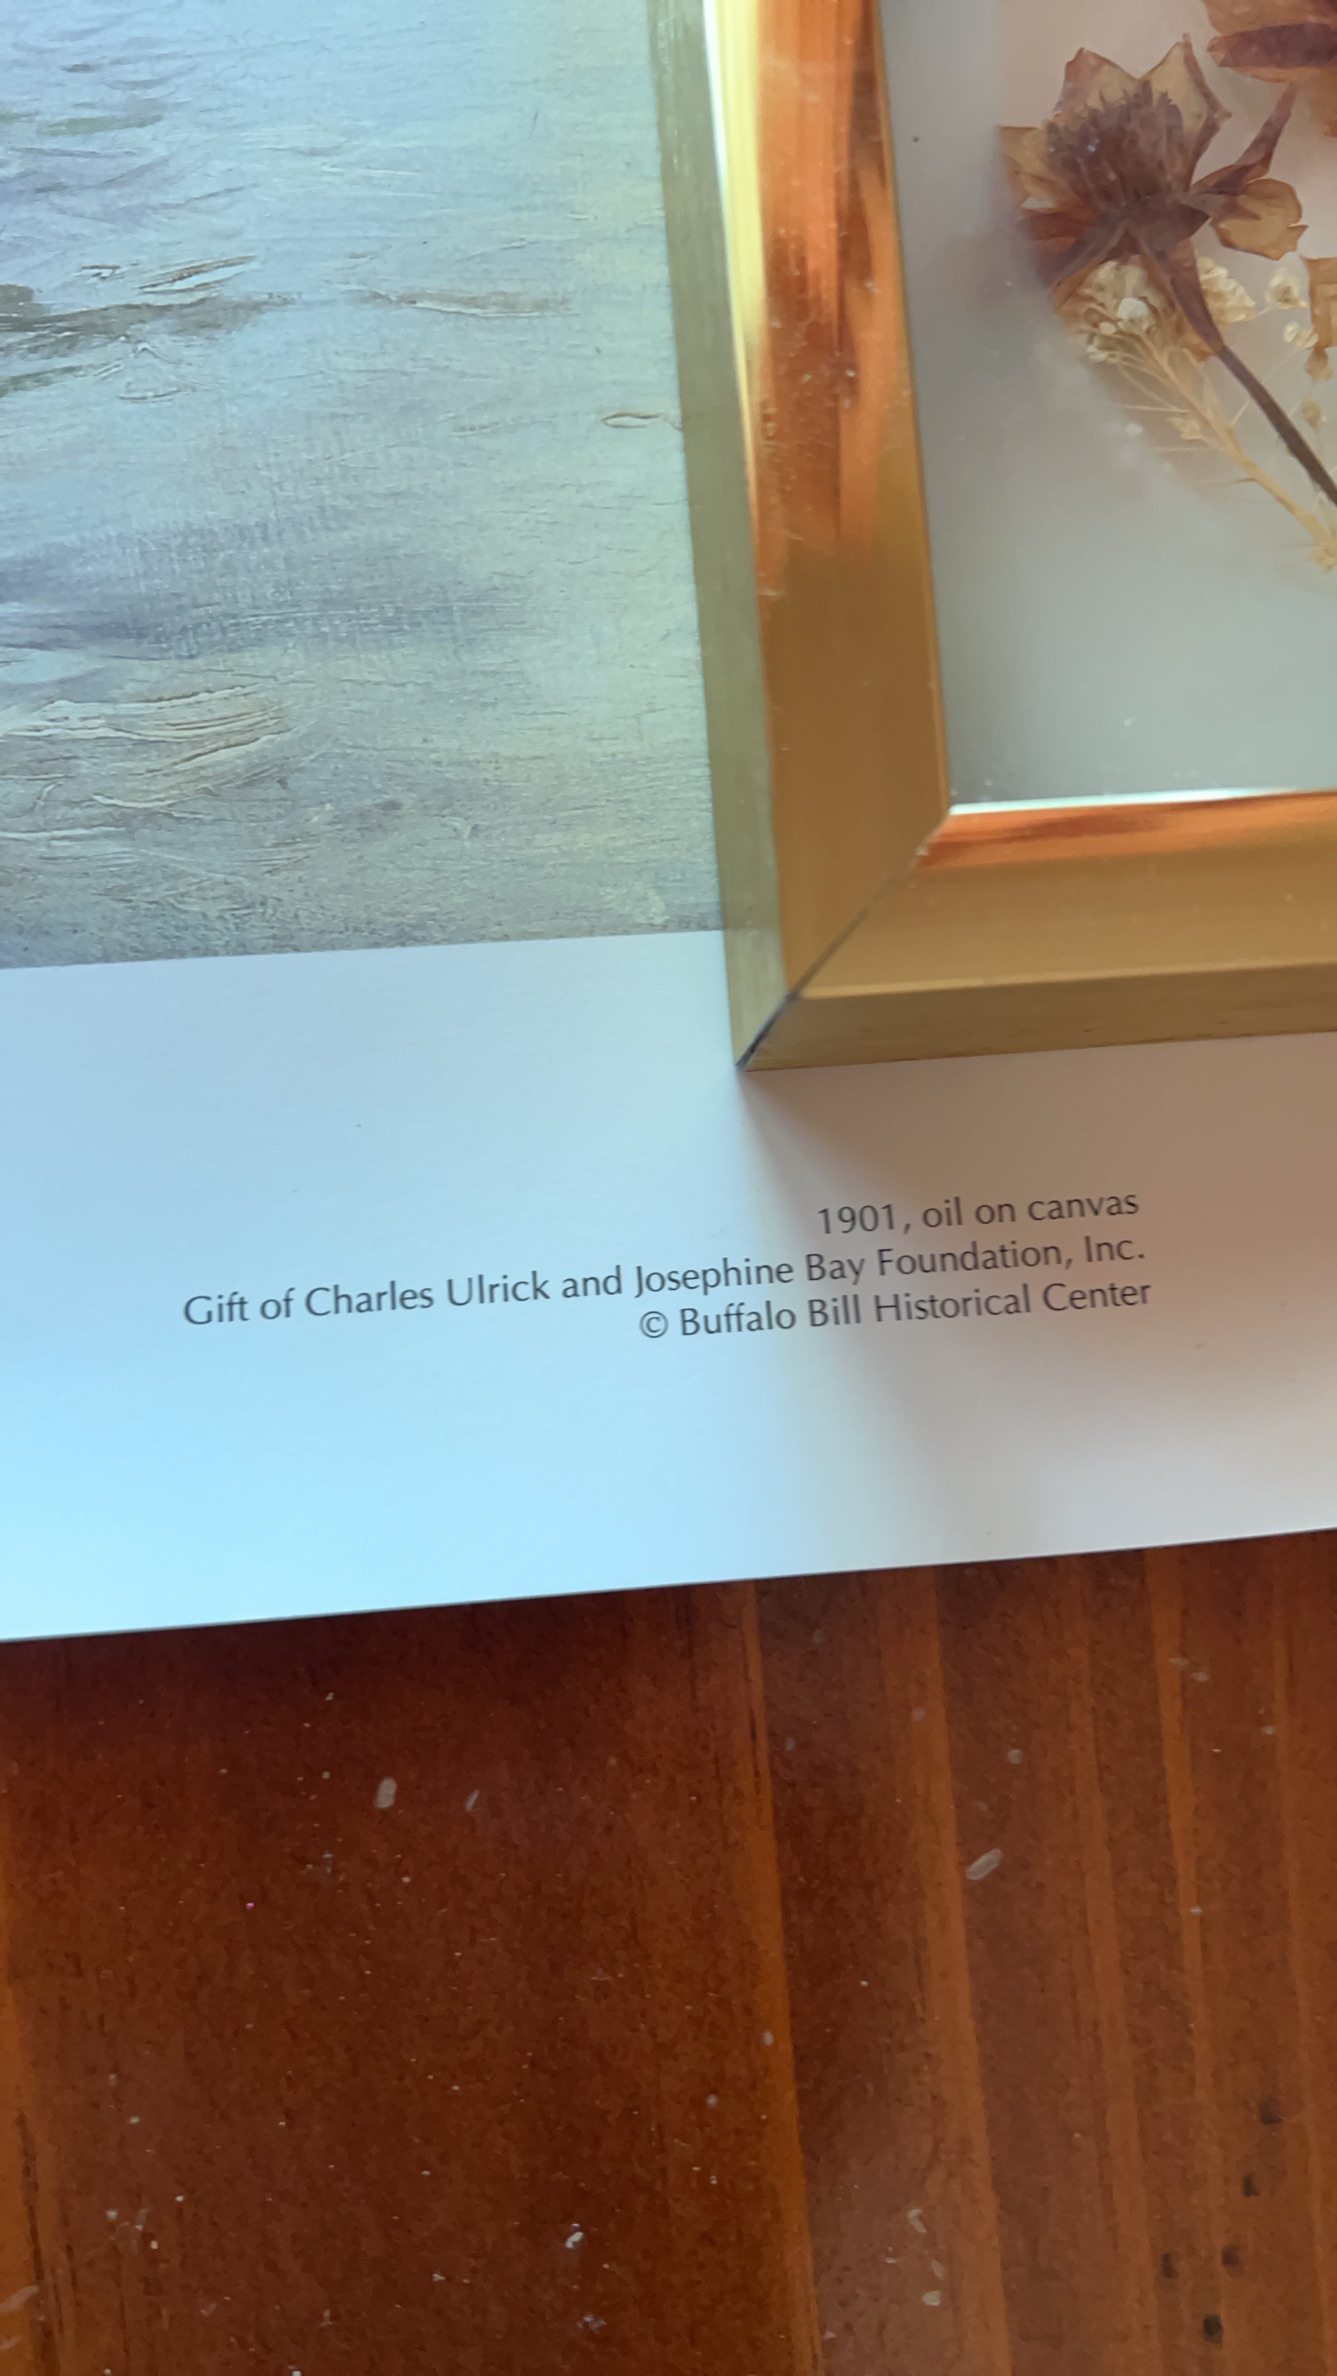 1901, oil on canvas
Gift of Charles Ulrick and Josephine Bay Foundation, Inc.
© Buffalo Bill Historical Center